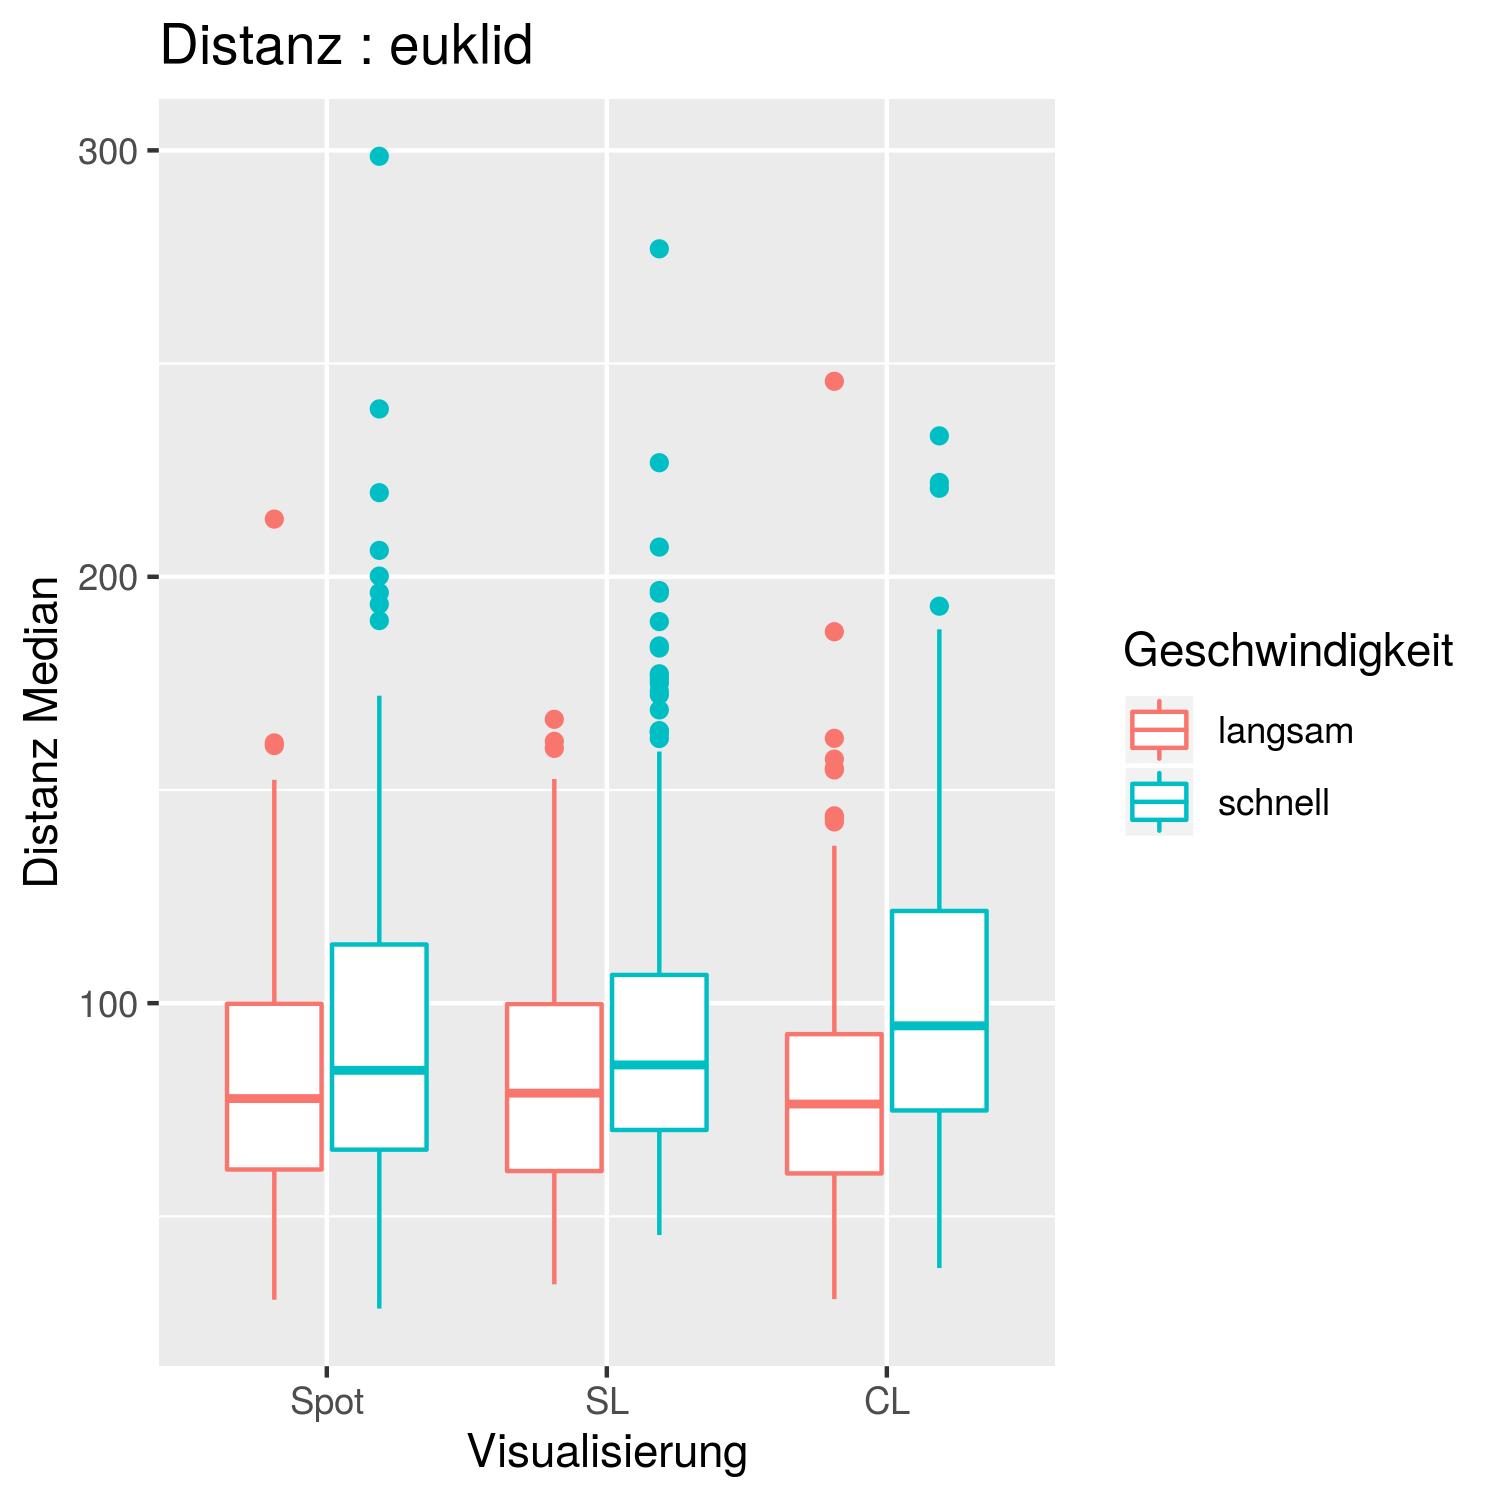 Distanz : euklid
300
200
100
Distanz Median
Spot
SL
CL
Visualisierung
Geschwindigkeit
langsam
schnell